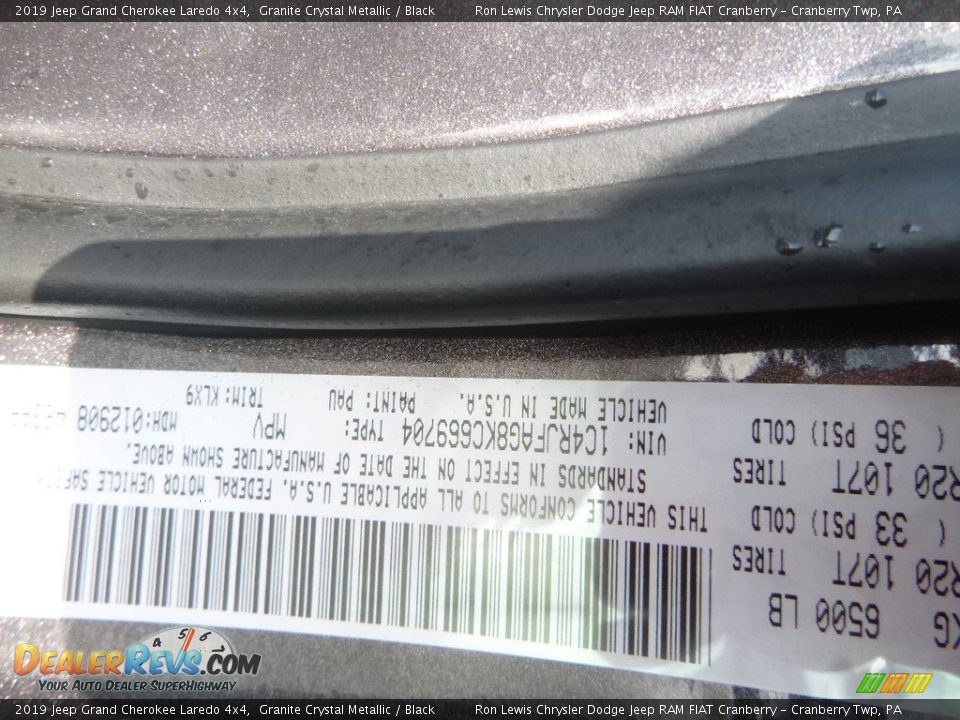 2019 Jeep Grand Cherokee Laredo 4x4, Granite Crystal Metallic / Black Ron Lewis Chrysler Dodge Jeep RAM FIAT Cranberry - Cranberry Twp, PA
6500 LB
KG
TIRES
R20 107T
( 33 PSI) COLD
TIRES
R20 107T
( 36 PSI) COLD
THIS VEHICLE CONFORMS TO ALL APPLICABLE U.S.A. FEDERAL MOTOR VEHICLE
STANDARDS IN EFFECT ON THE DATE OF MANUFACTURE SHOWN ABOVE.
VIN: 1C4RJFAG8KC669704 TYPE: MPV MDH:012908
VEHICLE MADE IN U.S.A. PAINT: PAU TRIM: KLX9
DealerRevs.com
Your Auto Dealer SuperHighway
4 5 6
2019 Jeep Grand Cherokee Laredo 4x4, Granite Crystal Metallic / Black Ron Lewis Chrysler Dodge Jeep RAM FIAT Cranberry - Cranberry Twp, PA